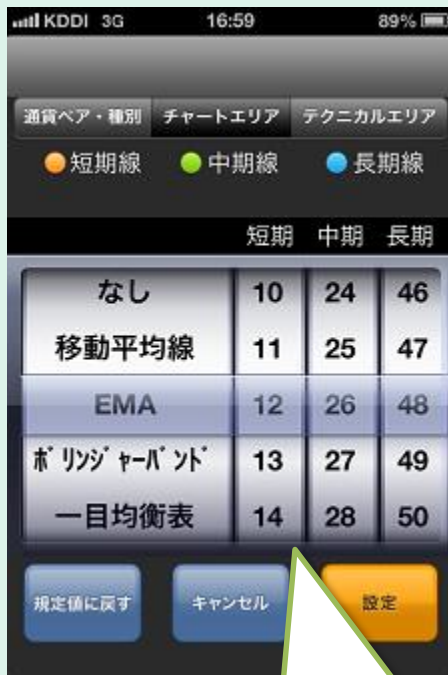 KDDI 3G 16:59 89%
通貨ペア・種別 チャートエリア テクニカルエリア
短期線 中期線 長期線
短期 中期 長期
なし 10 24 46
移動平均線 11 25 47
EMA 12 26 48
ﾎﾞﾘﾝｼﾞｬｰﾊﾞﾝﾄﾞ 13 27 49
一目均衡表 14 28 50
規定値に戻す キャンセル 設定